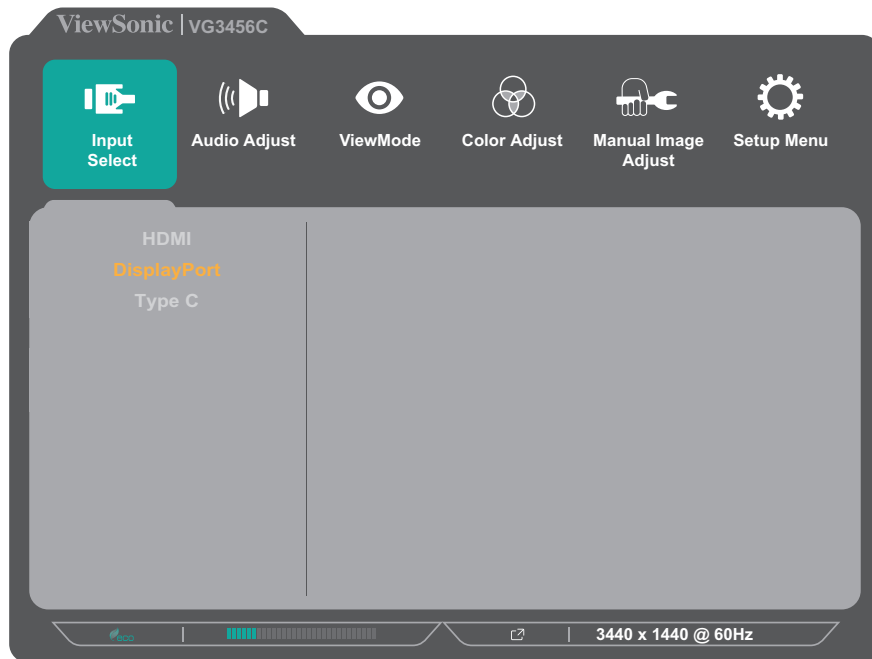 ViewSonic | VG3456C
Input
Select
Audio Adjust
ViewMode
Color Adjust
Manual Image
Adjust
Setup Menu
HDMI
DisplayPort
Type C
eco
3440 x 1440 @ 60Hz